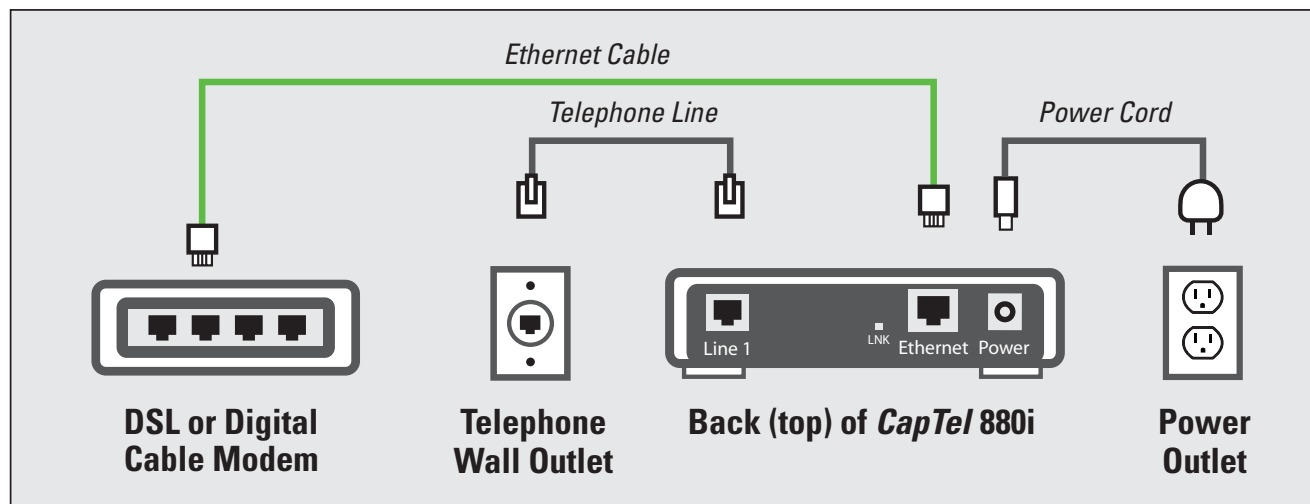 Ethernet Cable
Telephone Line
Power Cord
Line 1
LNK
Ethernet
Power
DSL or Digital
Cable Modem
Telephone
Wall Outlet
Back (top) of CapTel 880i
Power
Outlet